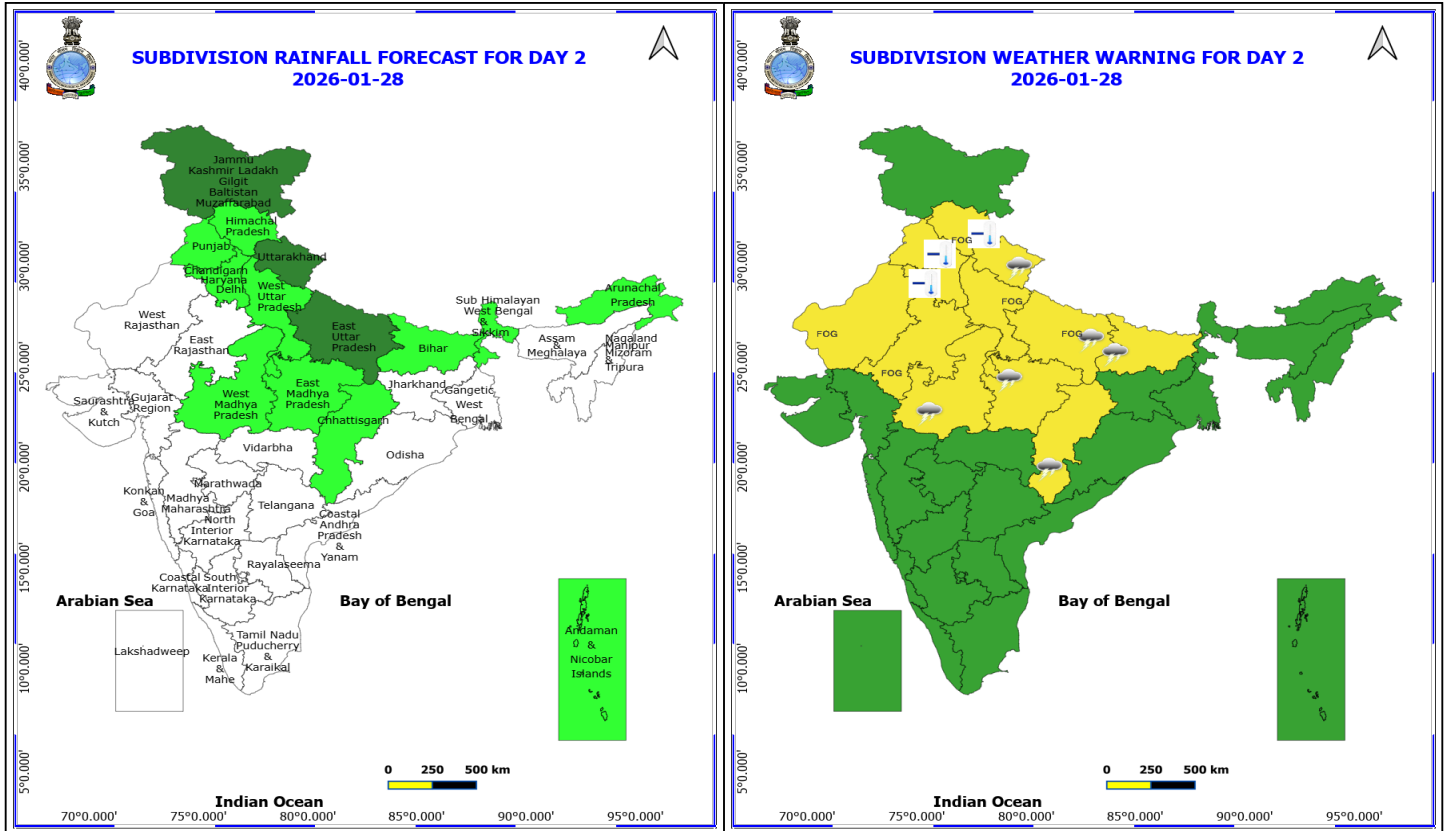 SUBDIVISION RAINFALL FORECAST FOR DAY 2
2026-01-28
40°0.000'
35°0.000'
30°0.000'
25°0.000'
20°0.000'
15°0.000'
10°0.000'
5°0.000'
Jammu
Kashmir Ladakh
Gilgit
Baltistan
Muzaffarabad
Himachal
Pradesh
Punjab
Uttarakhand
Chandigarh
Haryana
Delhi
West
Uttar
Pradesh
Arunachal
Pradesh
Sub Himalayan
West Bengal
&
Sikkim
West
Rajasthan
East
Rajasthan
East
Uttar
Pradesh
Bihar
Assam
&
Meghalaya
Nagaland
Manipur
Mizoram
&
Tripura
Saurashtra
&
Kutch
Gujarat
Region
West
Madhya
Pradesh
East
Madhya
Pradesh
Jharkhand
Gangetic
West
Bengal
Chhattisgarh
Vidarbha
Odisha
Konkan
&
Goa
Marathwada
Madhya
Maharashtra
North
Interior
Karnataka
Telangana
Coastal
Andhra
Pradesh
&
Yanam
Rayalaseema
Coastal
Karnataka
South
Interior
Karnataka
Arabian Sea
Bay of Bengal
Lakshadweep
Kerala
&
Mahe
Tamil Nadu
Puducherry
&
Karaikal
Andaman
&
Nicobar
Islands
0 250 500 km
Indian Ocean
70°0.000' 75°0.000' 80°0.000' 85°0.000' 90°0.000' 95°0.000'
SUBDIVISION WEATHER WARNING FOR DAY 2
2026-01-28
40°0.000'
35°0.000'
30°0.000'
25°0.000'
20°0.000'
15°0.000'
10°0.000'
5°0.000'
FOG
FOG
FOG
FOG
FOG
Arabian Sea
Bay of Bengal
0 250 500 km
Indian Ocean
70°0.000' 75°0.000' 80°0.000' 85°0.000' 90°0.000' 95°0.000'